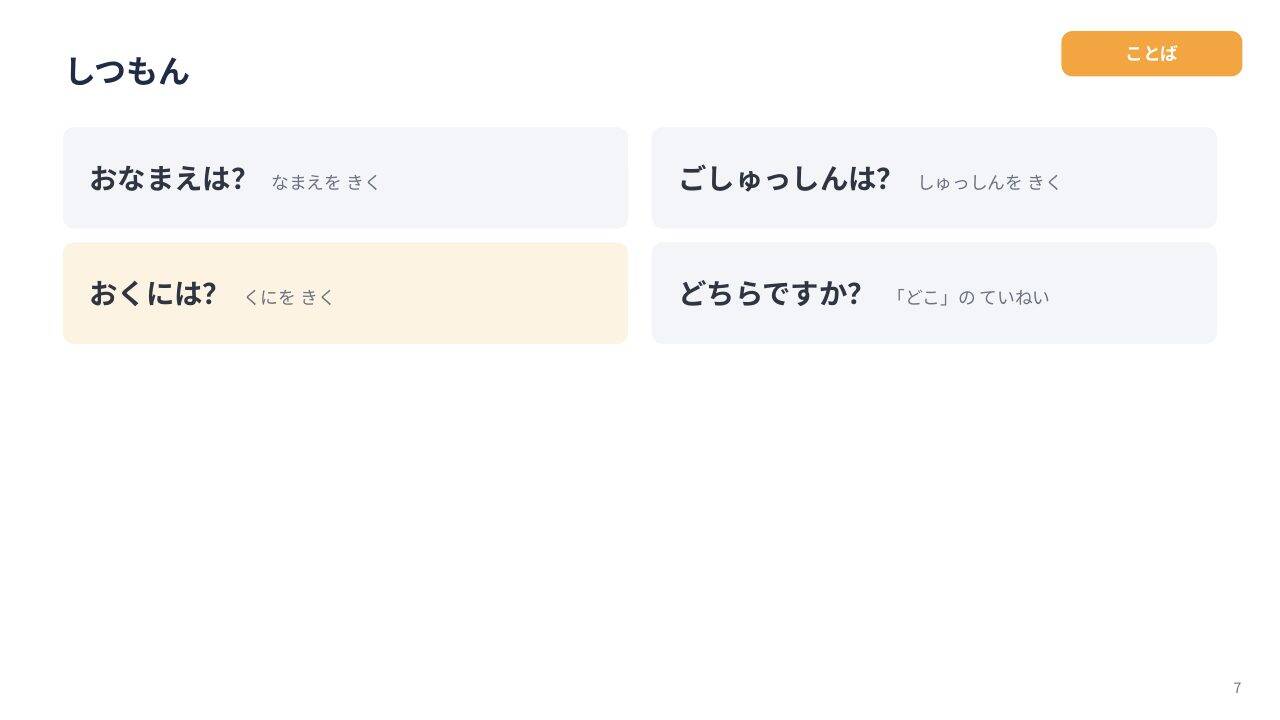 しつもん
ことば
おなまえは? なまえを きく
ごしゅっしんは? しゅっしんを きく
おくには? くにを きく
どちらですか? 「どこ」の ていねい
7